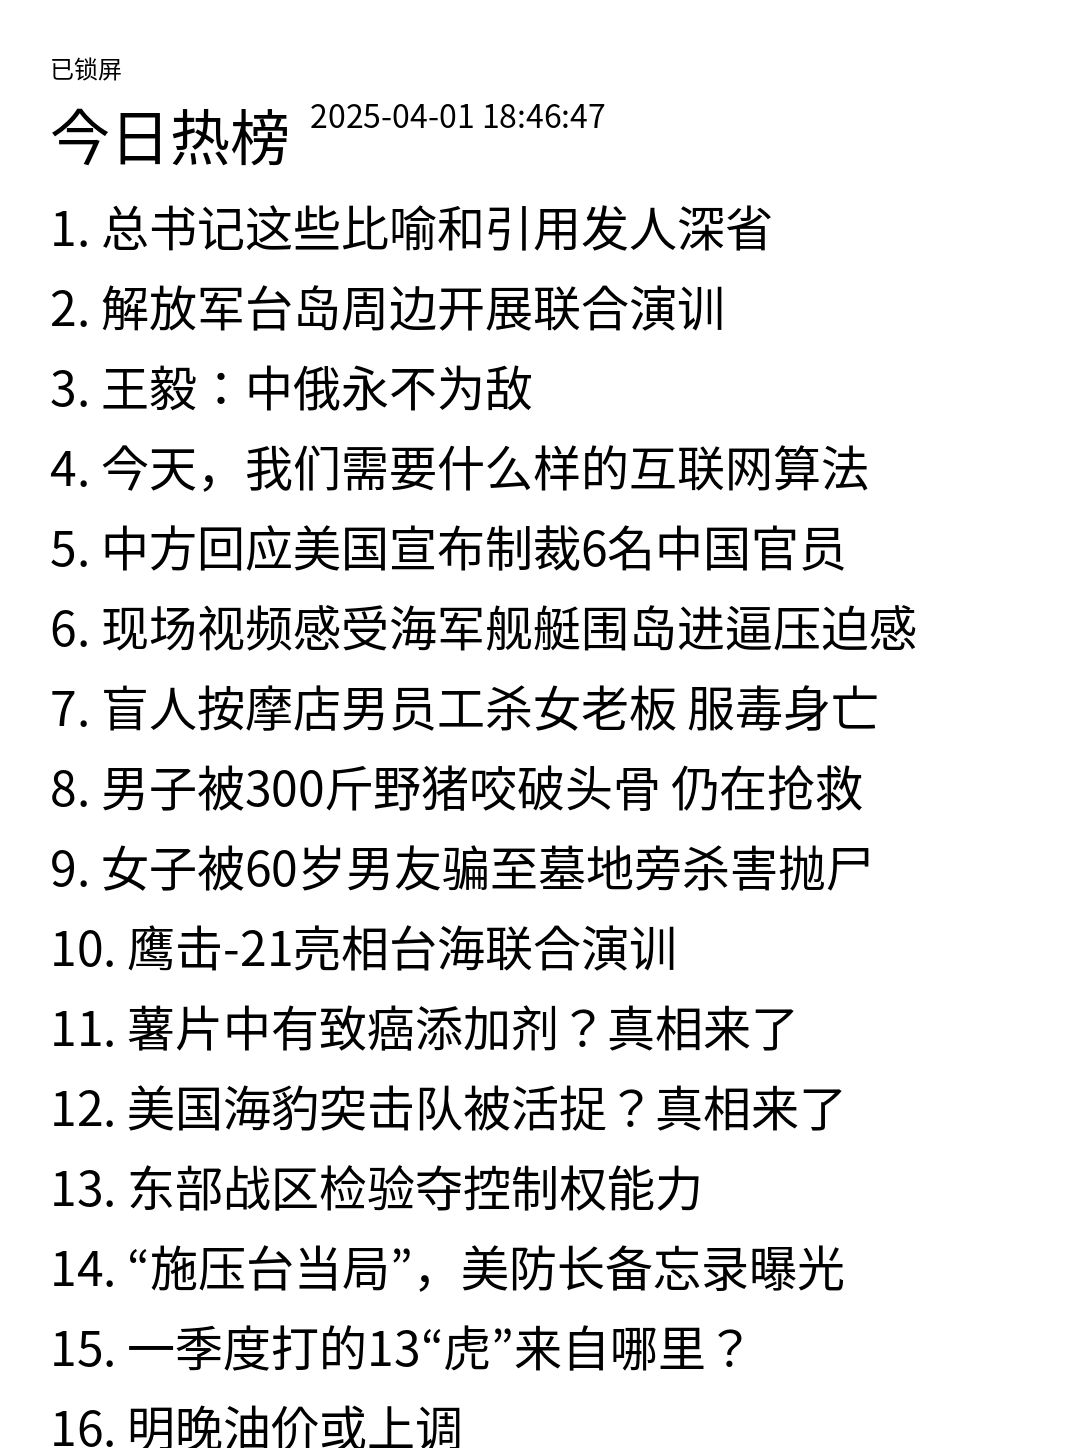 已锁屏
今日热榜 2025-04-01 18:46:47
1. 总书记这些比喻和引用发人深省
2. 解放军台岛周边开展联合演训
3. 王毅：中俄永不为敌
4. 今天，我们需要什么样的互联网算法
5. 中方回应美国宣布制裁6名中国官员
6. 现场视频感受海军舰艇围岛进逼压迫感
7. 盲人按摩店男员工杀女老板 服毒身亡
8. 男子被300斤野猪咬破头骨 仍在抢救
9. 女子被60岁男友骗至墓地旁杀害抛尸
10. 鹰击-21亮相台海联合演训
11. 薯片中有致癌添加剂？真相来了
12. 美国海豹突击队被活捉？真相来了
13. 东部战区检验夺控制权能力
14. “施压台当局”，美防长备忘录曝光
15. 一季度打的13“虎”来自哪里？
16. 明晚油价或上调